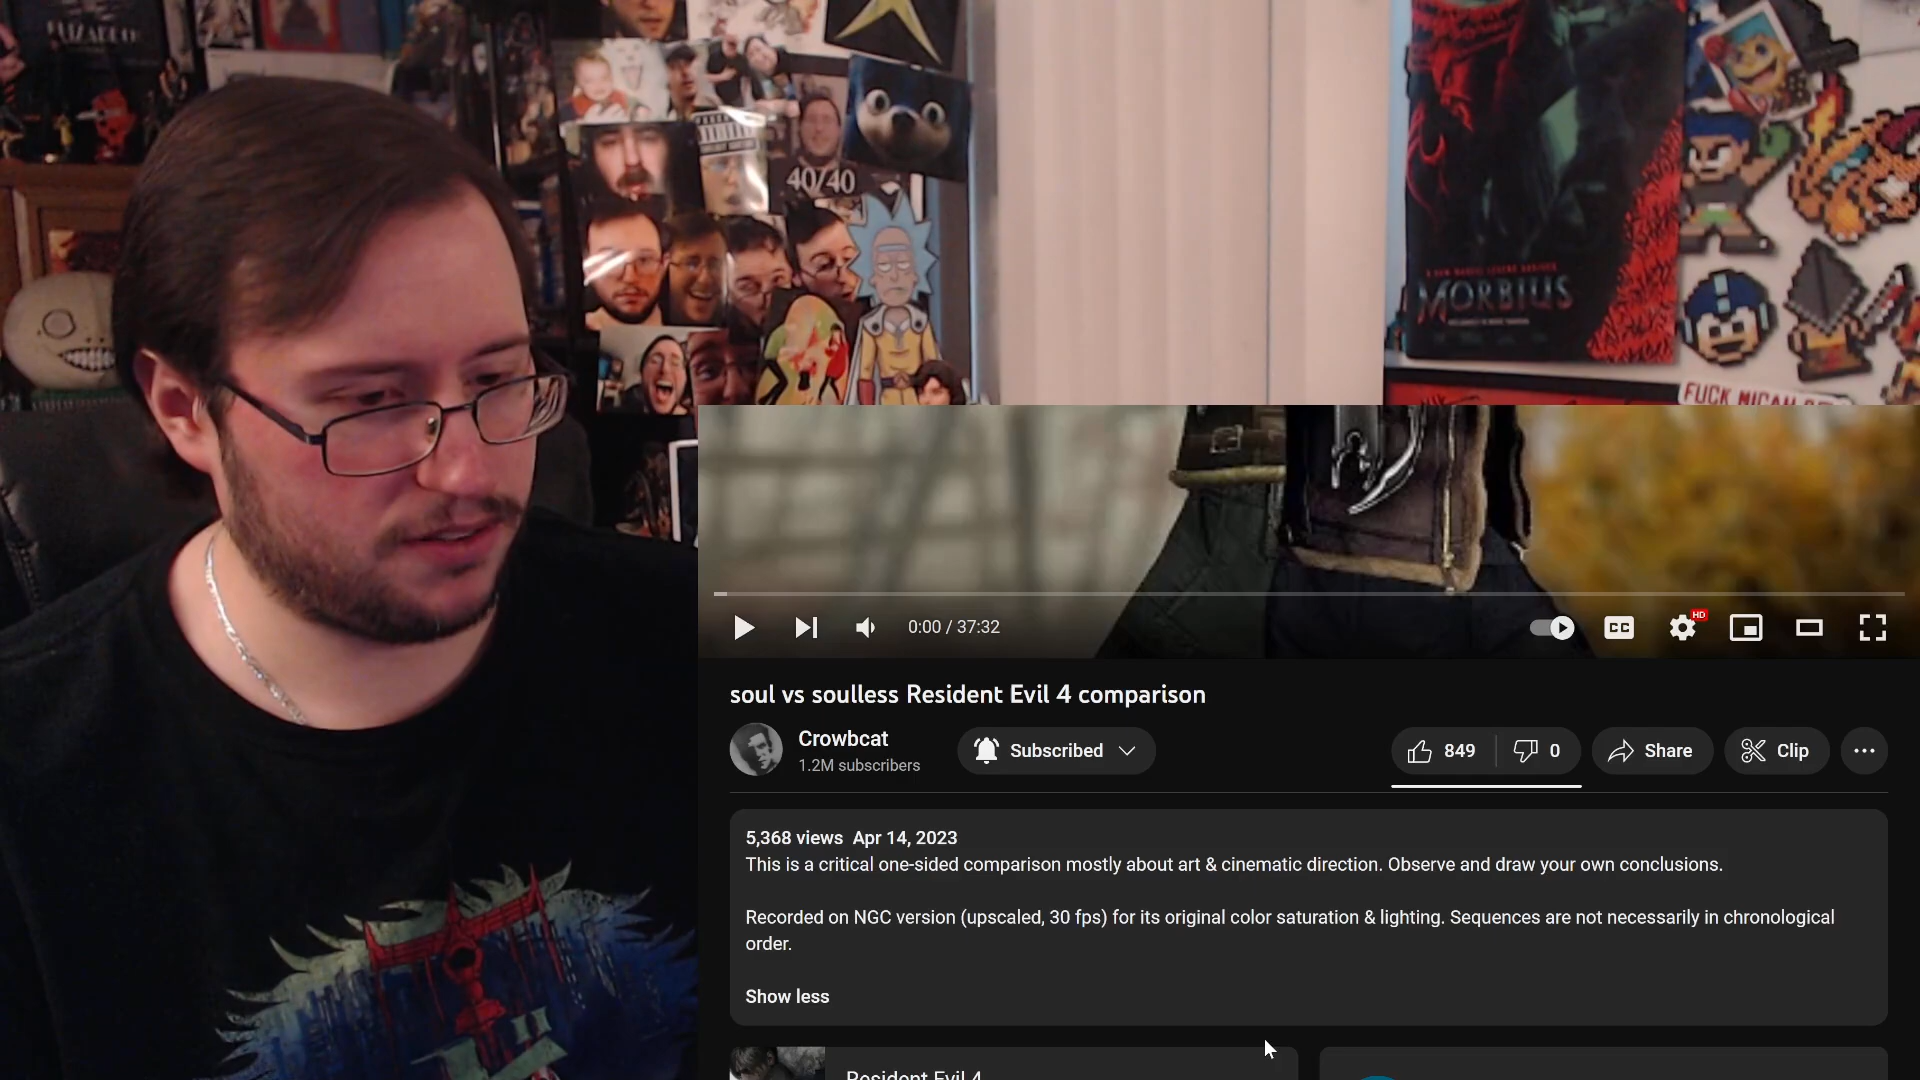 40/40
MORBIUS
FUCK MICAH
HD
0:00 / 37:32
CC
soul vs soulless Resident Evil 4 comparison
Crowbcat
1.2M subscribers
Subscribed
849
0
Share
Clip
5,368 views Apr 14, 2023
This is a critical one-sided comparison mostly about art & cinematic direction. Observe and draw your own conclusions.
Recorded on NGC version (upscaled, 30 fps) for its original color saturation & lighting. Sequences are not necessarily in chronological
order.
Show less
Resident Evil 4